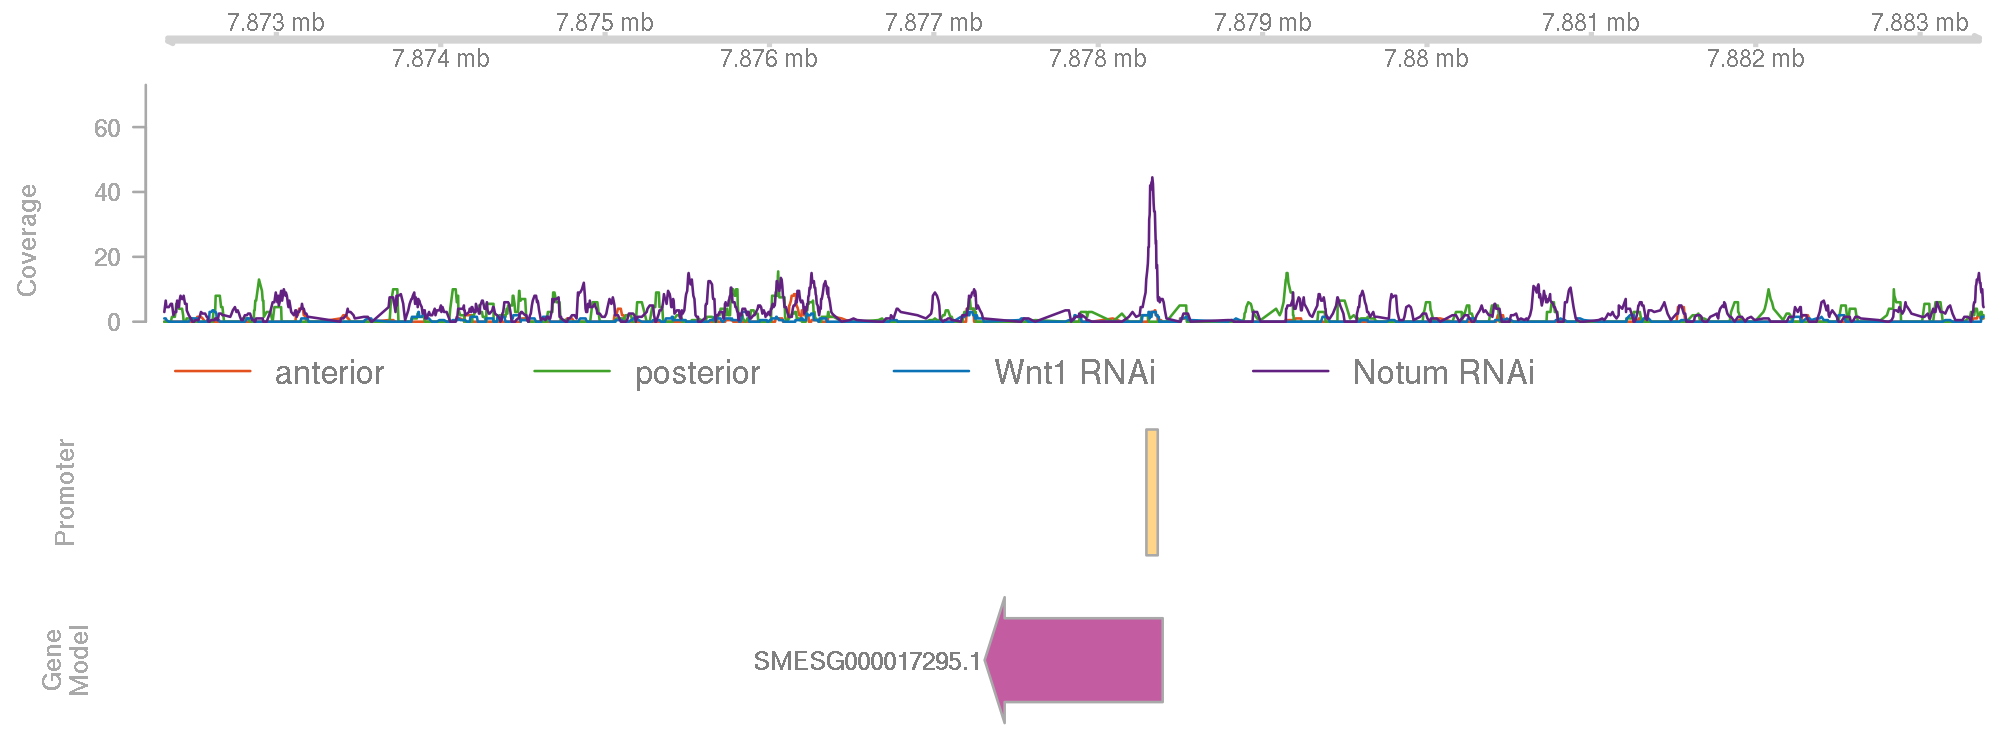 7.873 mb 7.875 mb 7.877 mb 7.879 mb 7.881 mb 7.883 mb
7.874 mb 7.876 mb 7.878 mb 7.88 mb 7.882 mb
Coverage
60
40
20
0
anterior posterior Wnt1 RNAi Notum RNAi
Promoter
Gene
Model
SMESG000017295.1